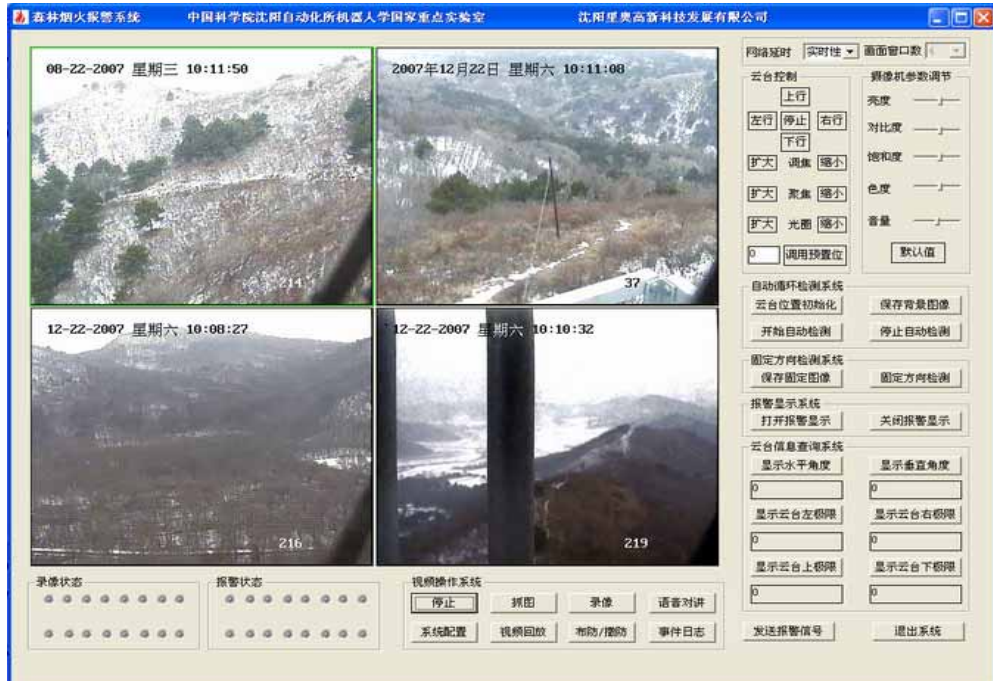 森林烟火报警系统 中国科学院沈阳自动化所机器人学国家重点实验室 沈阳里奥高新科技发展有限公司
08-22-2007 星期三 10:11:50
214
2007年12月22日 星期六 10:11:08
37
12-22-2007 星期六 10:08:27
216
12-22-2007 星期六 10:10:32
219
网络延时 实时性 画面窗口数
云台控制
上行
左行 停止 右行
下行
扩大 调焦 缩小
扩大 聚焦 缩小
扩大 光圈 缩小
0 调用预置位
摄像机参数调节
亮度
对比度
饱和度
色度
音量
默认值
自动循环检测系统
云台位置初始化 保存背景图像
开始自动检测 停止自动检测
固定方向检测系统
保存固定图像 固定方向检测
报警显示系统
打开报警显示 关闭报警显示
云台信息查询系统
显示水平角度 显示垂直角度
0 0
显示云台左极限 显示云台右极限
0 0
显示云台上极限 显示云台下极限
0 0
录像状态
报警状态
视频操作系统
停止 抓图 录像 语音对讲
系统配置 视频回放 布防/撤防 事件日志
发送报警信号 退出系统